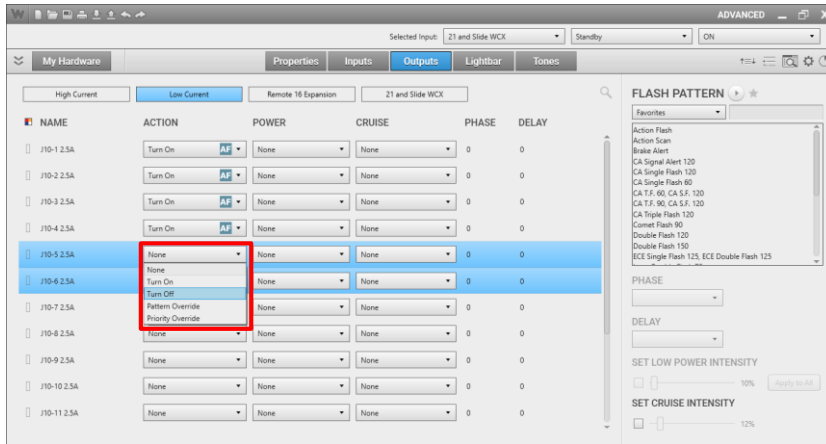 W ADVANCED
Selected Input: 21 and Slide WCX Standby ON
My Hardware Properties Inputs Outputs Lightbar Tones
High Current Low Current Remote 16 Expansion 21 and Slide WCX
NAME ACTION POWER CRUISE PHASE DELAY
J10-1 2.5A Turn On AF None None 0 0
J10-2 2.5A Turn On AF None None 0 0
J10-3 2.5A Turn On AF None None 0 0
J10-4 2.5A Turn On AF None None 0 0
J10-5 2.5A None None None 0 0
None
Turn On
Turn Off
Pattern Override
Priority Override
J10-6 2.5A None None 0 0
J10-7 2.5A None None 0 0
J10-8 2.5A None None None 0 0
J10-9 2.5A None None None 0 0
J10-10 2.5A None None None 0 0
J10-11 2.5A None None None 0 0
FLASH PATTERN
Favorites
Action Flash
Action Scan
Brake Alert
CA Signal Alert 120
CA Single Flash 120
CA Single Flash 60
CA T.F. 60, CA S.F. 120
CA T.F. 90, CA S.F. 120
CA Triple Flash 120
Comet Flash 90
Double Flash 120
Double Flash 150
ECE Single Flash 125, ECE Double Flash 125
PHASE
DELAY
SET LOW POWER INTENSITY
10% Apply to All
SET CRUISE INTENSITY
12%